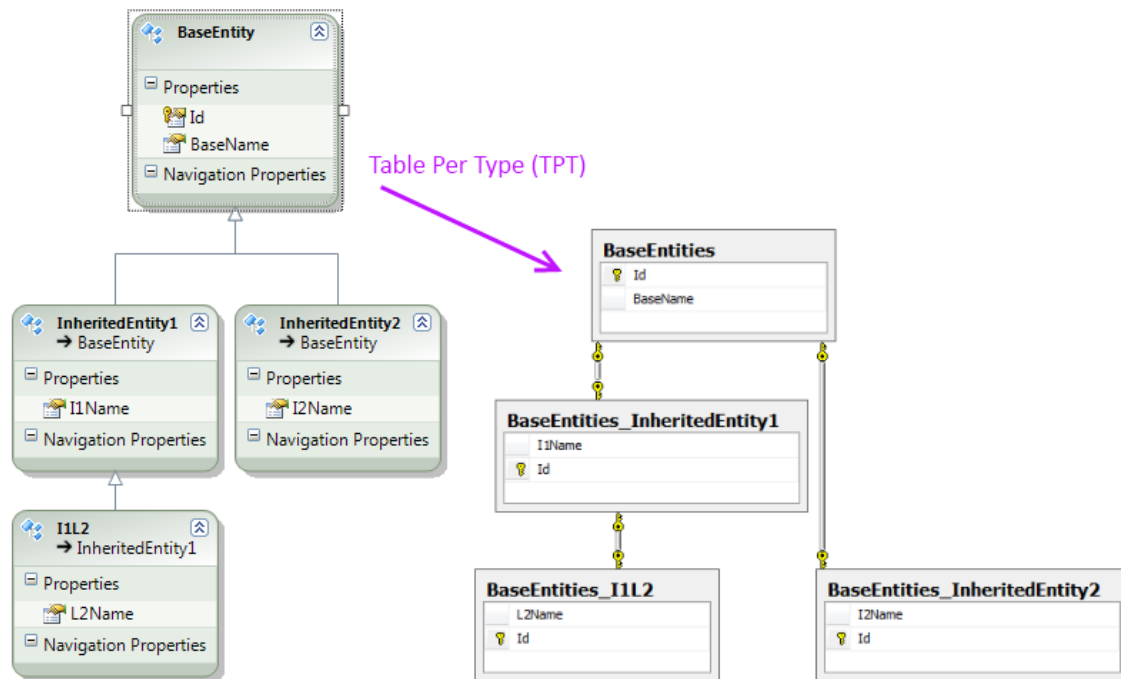 BaseEntity
Properties
Id
BaseName
Navigation Properties
Table Per Type (TPT)
InheritedEntity1
→ BaseEntity
Properties
I1Name
Navigation Properties
InheritedEntity2
→ BaseEntity
Properties
I2Name
Navigation Properties
I1L2
→ InheritedEntity1
Properties
L2Name
Navigation Properties
BaseEntities
Id
BaseName
BaseEntities_InheritedEntity1
I1Name
Id
BaseEntities_I1L2
L2Name
Id
BaseEntities_InheritedEntity2
I2Name
Id